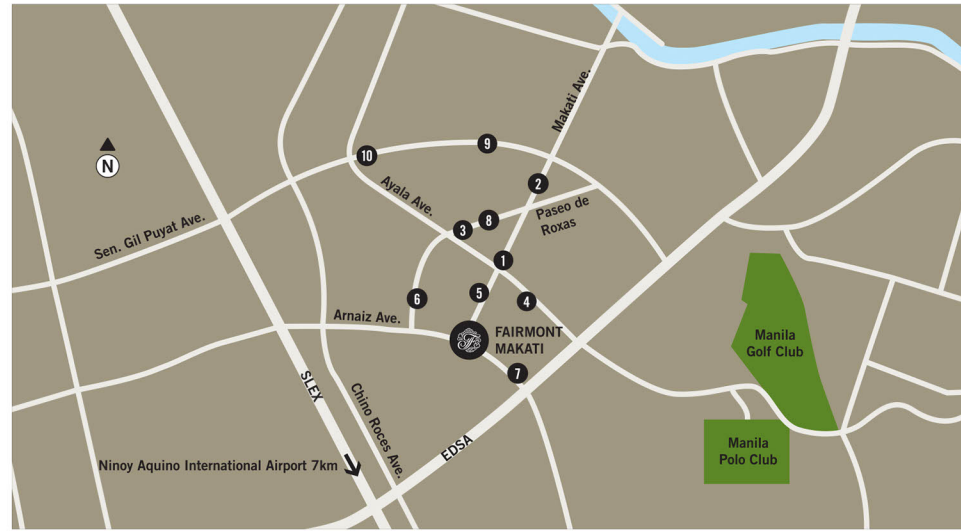 Makati Ave.
9
10
N
2
Ayala Ave.
Paseo de
Roxas
8
3
Sen. Gil Puyat Ave.
1
5
4
6
Arnaiz Ave.
FAIRMONT
MAKATI
Manila
Golf Club
7
SLEX
Chino Roces Ave.
EDSA
Manila
Polo Club
Ninoy Aquino International Airport 7km